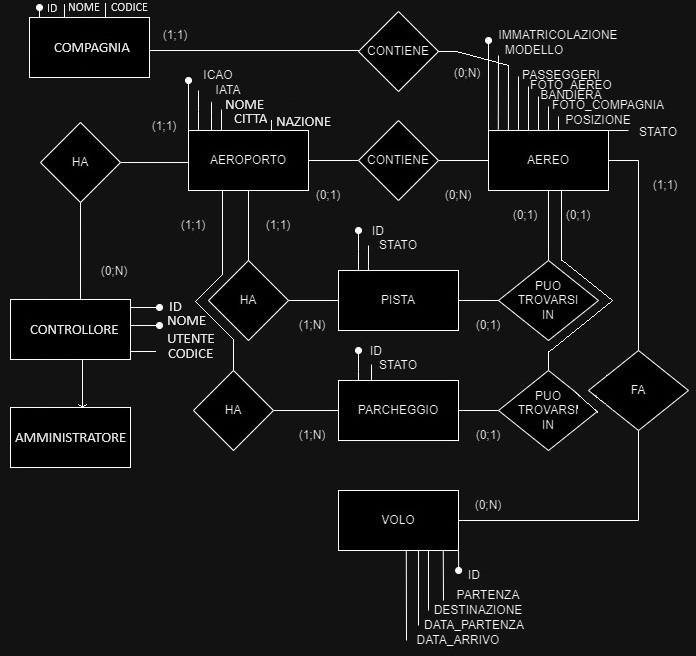 ID
NOME
CODICE
COMPAGNIA
(1;1)
CONTIENE
(0;N)
IMMATRICOLAZIONE
MODELLO
PASSEGGERI
FOTO_AEREO
BANDIERA
FOTO_COMPAGNIA
POSIZIONE
STATO
ICAO
IATA
NOME
CITTA
NAZIONE
(1;1)
HA
AEROPORTO
CONTIENE
AEREO
(0;1)
(0;N)
(1;1)
(1;1)
(1;1)
(0;1)
(0;1)
ID
STATO
(0;N)
HA
PISTA
PUO
TROVARSI
IN
(1;N)
(0;1)
CONTROLLORE
ID
NOME
UTENTE
CODICE
ID
STATO
HA
PARCHEGGIO
PUO
TROVARSI
IN
FA
(1;N)
(0;1)
AMMINISTRATORE
VOLO
(0;N)
ID
PARTENZA
DESTINAZIONE
DATA_PARTENZA
DATA_ARRIVO